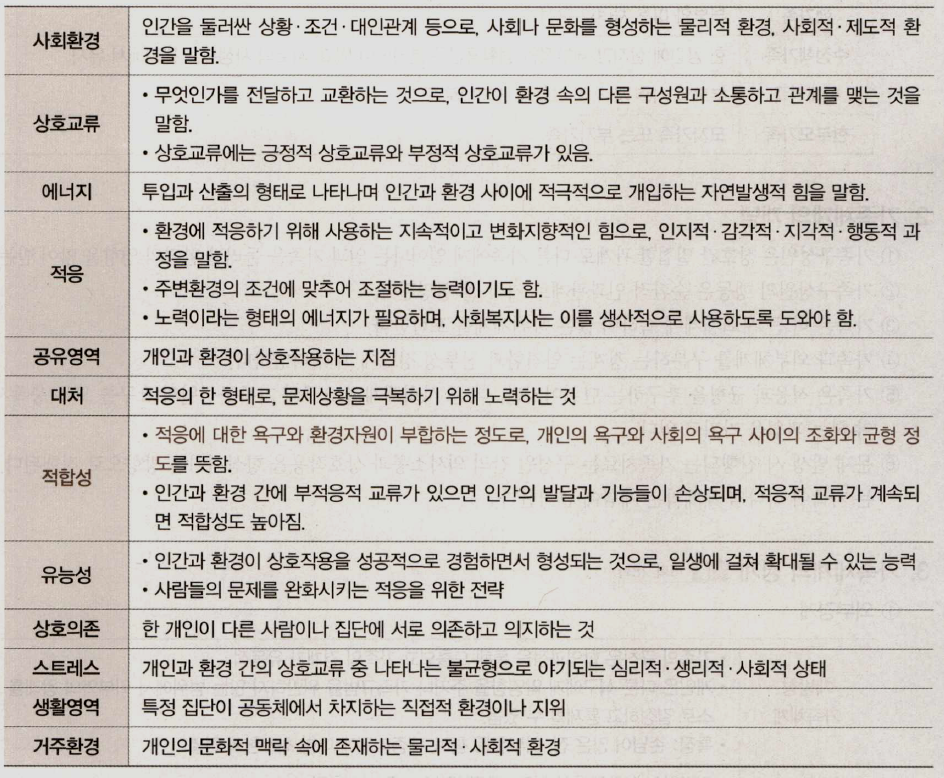 사회환경
인간을 둘러싼 상황·조건·대인관계 등으로, 사회나 문화를 형성하는 물리적 환경, 사회적·제도적 환
경을 말함.
상호교류
• 무엇인가를 전달하고 교환하는 것으로, 인간이 환경 속의 다른 구성원과 소통하고 관계를 맺는 것을
말함.
• 상호교류에는 긍정적 상호교류와 부정적 상호교류가 있음.
에너지
투입과 산출의 형태로 나타나며 인간과 환경 사이에 적극적으로 개입하는 자연발생적 힘을 말함.
적응
• 환경에 적응하기 위해 사용하는 지속적이고 변화지향적인 힘으로, 인지적·감각적·지각적·행동적 과
정을 말함.
• 주변환경의 조건에 맞추어 조절하는 능력이기도 함.
• 노력이라는 형태의 에너지가 필요하며, 사회복지사는 이를 생산적으로 사용하도록 도와야 함.
공유영역
개인과 환경이 상호작용하는 지점
대처
적응의 한 형태로, 문제상황을 극복하기 위해 노력하는 것
적합성
• 적응에 대한 욕구와 환경자원이 부합하는 정도로, 개인의 욕구와 사회의 욕구 사이의 조화와 균형 정
도를 뜻함.
• 인간과 환경 간에 부적응적 교류가 있으면 인간의 발달과 기능들이 손상되며, 적응적 교류가 계속되
면 적합성도 높아짐.
유능성
• 인간과 환경이 상호작용을 성공적으로 경험하면서 형성되는 것으로, 일생에 걸쳐 확대될 수 있는 능력
• 사람들의 문제를 완화시키는 적응을 위한 전략
상호의존
한 개인이 다른 사람이나 집단에 서로 의존하고 의지하는 것
스트레스
개인과 환경 간의 상호교류 중 나타나는 불균형으로 야기되는 심리적·생리적·사회적 상태
생활영역
특정 집단이 공동체에서 차지하는 직접적 환경이나 지위
거주환경
개인의 문화적 맥락 속에 존재하는 물리적·사회적 환경